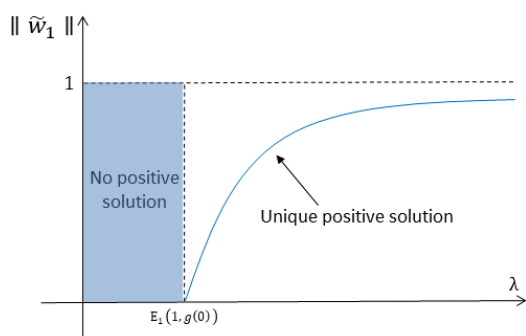 ‖ w̃₁ ‖
1
No positive
solution
Unique positive solution
λ
E₁(1,g(0))